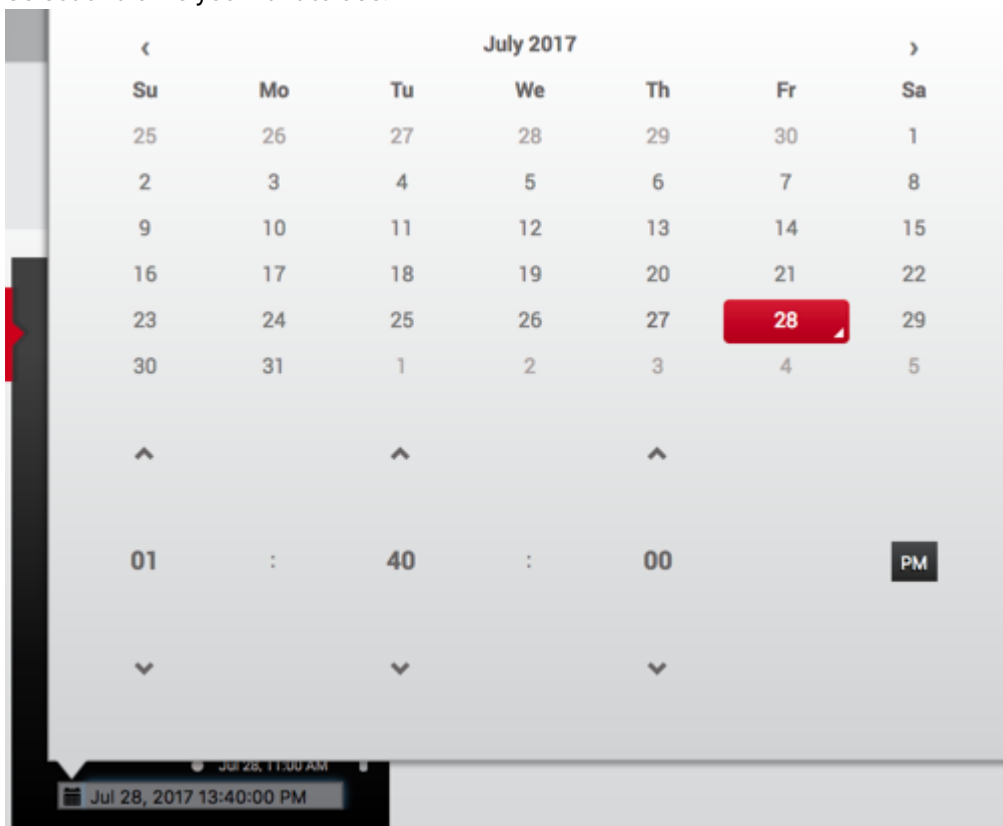 ‹ July 2017 ›
Su Mo Tu We Th Fr Sa
25 26 27 28 29 30 1
2 3 4 5 6 7 8
9 10 11 12 13 14 15
16 17 18 19 20 21 22
23 24 25 26 27 28 29
30 31 1 2 3 4 5
01 : 40 : 00 PM
Jul 28, 11:00 AM
Jul 28, 2017 13:40:00 PM